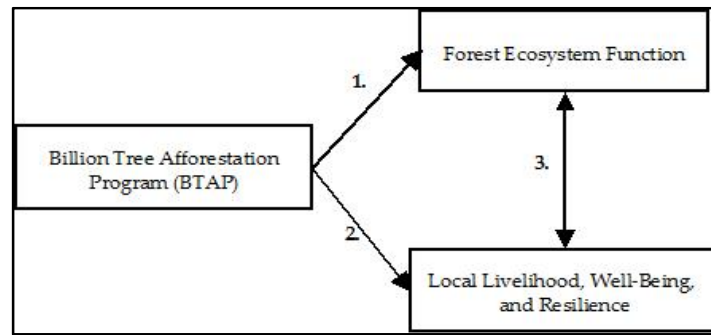 1.
Forest Ecosystem Function
Billion Tree Afforestation
Program (BTAP)
3.
2.
Local Livelihood, Well-Being,
and Resilience